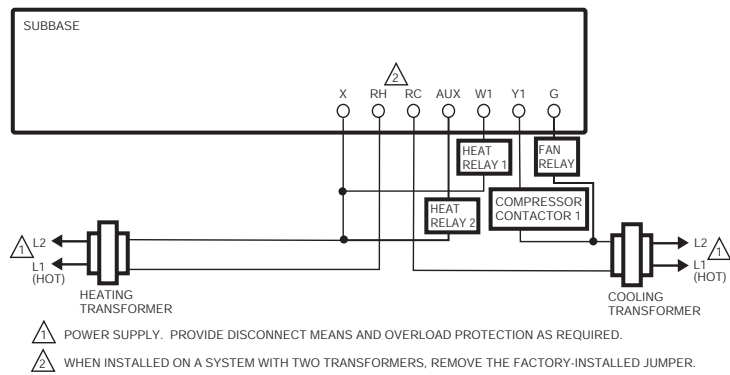 SUBBASE
2
X RH RC AUX W1 Y1 G
HEAT
RELAY 1
FAN
RELAY
HEAT
RELAY 2
COMPRESSOR
CONTACTOR 1
1 L2
L1
(HOT)
HEATING
TRANSFORMER
L2 1
L1
(HOT)
COOLING
TRANSFORMER
1 POWER SUPPLY. PROVIDE DISCONNECT MEANS AND OVERLOAD PROTECTION AS REQUIRED.
2 WHEN INSTALLED ON A SYSTEM WITH TWO TRANSFORMERS, REMOVE THE FACTORY-INSTALLED JUMPER.